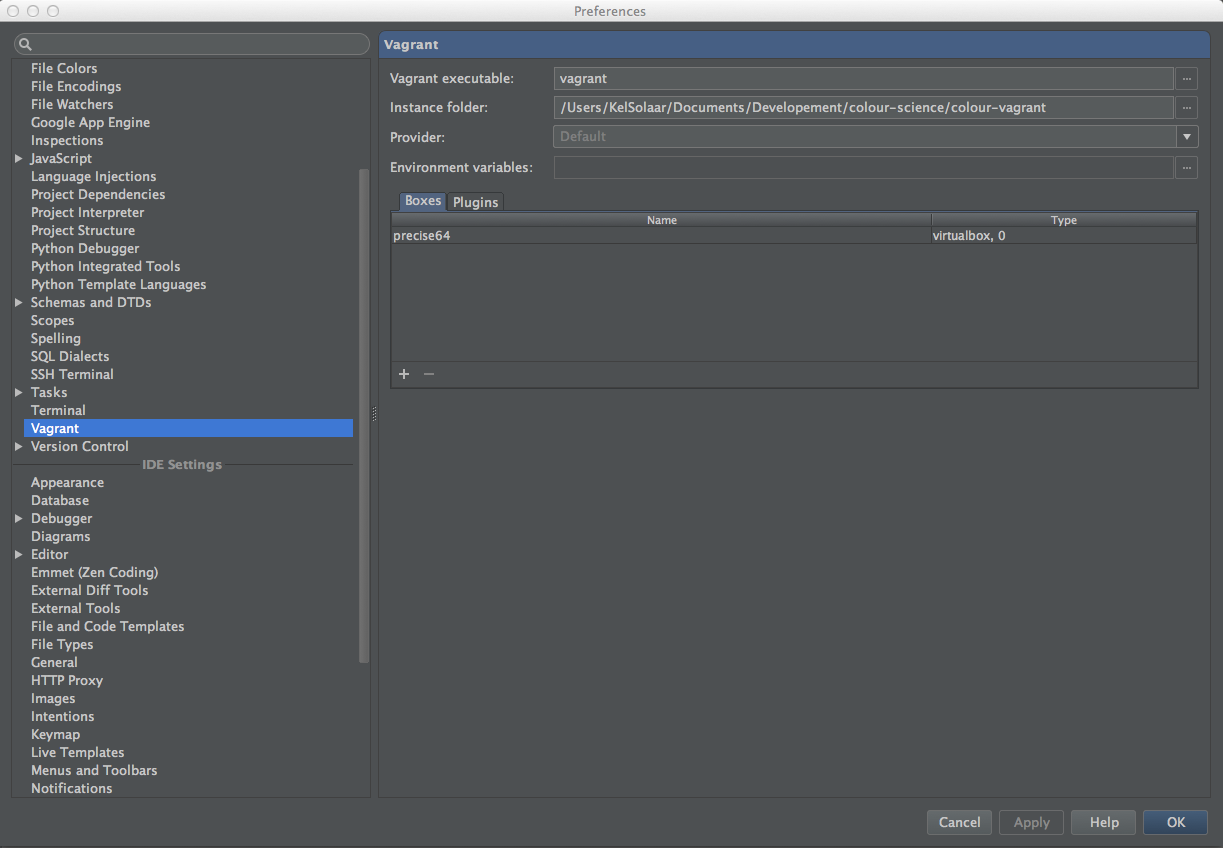 Preferences
File Colors
File Encodings
File Watchers
Google App Engine
Inspections
JavaScript
Language Injections
Project Dependencies
Project Interpreter
Project Structure
Python Debugger
Python Integrated Tools
Python Template Languages
Schemas and DTDs
Scopes
Spelling
SQL Dialects
SSH Terminal
Tasks
Terminal
Vagrant
Version Control
IDE Settings
Appearance
Database
Debugger
Diagrams
Editor
Emmet (Zen Coding)
External Diff Tools
External Tools
File and Code Templates
File Types
General
HTTP Proxy
Images
Intentions
Keymap
Live Templates
Menus and Toolbars
Notifications
Vagrant
Vagrant executable: vagrant ...
Instance folder: /Users/KelSolaar/Documents/Developement/colour-science/colour-vagrant ...
Provider: Default
Environment variables: ...
Boxes Plugins
Name Type
precise64 virtualbox, 0
+ −
Cancel Apply Help OK